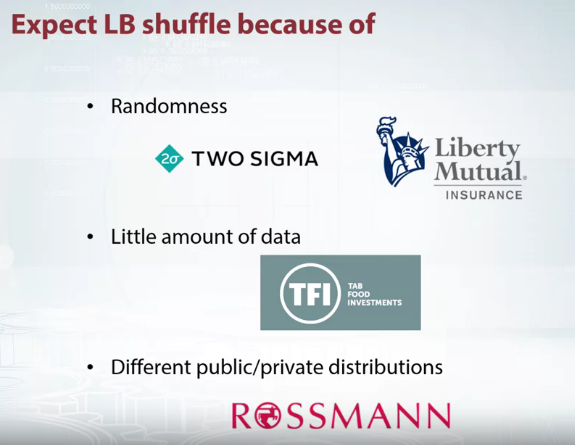 Expect LB shuffle because of
• Randomness
2σ TWO SIGMA
Liberty
Mutual®
INSURANCE
• Little amount of data
TFI
TAB
FOOD
INVESTMENTS
• Different public/private distributions
ROSSMANN